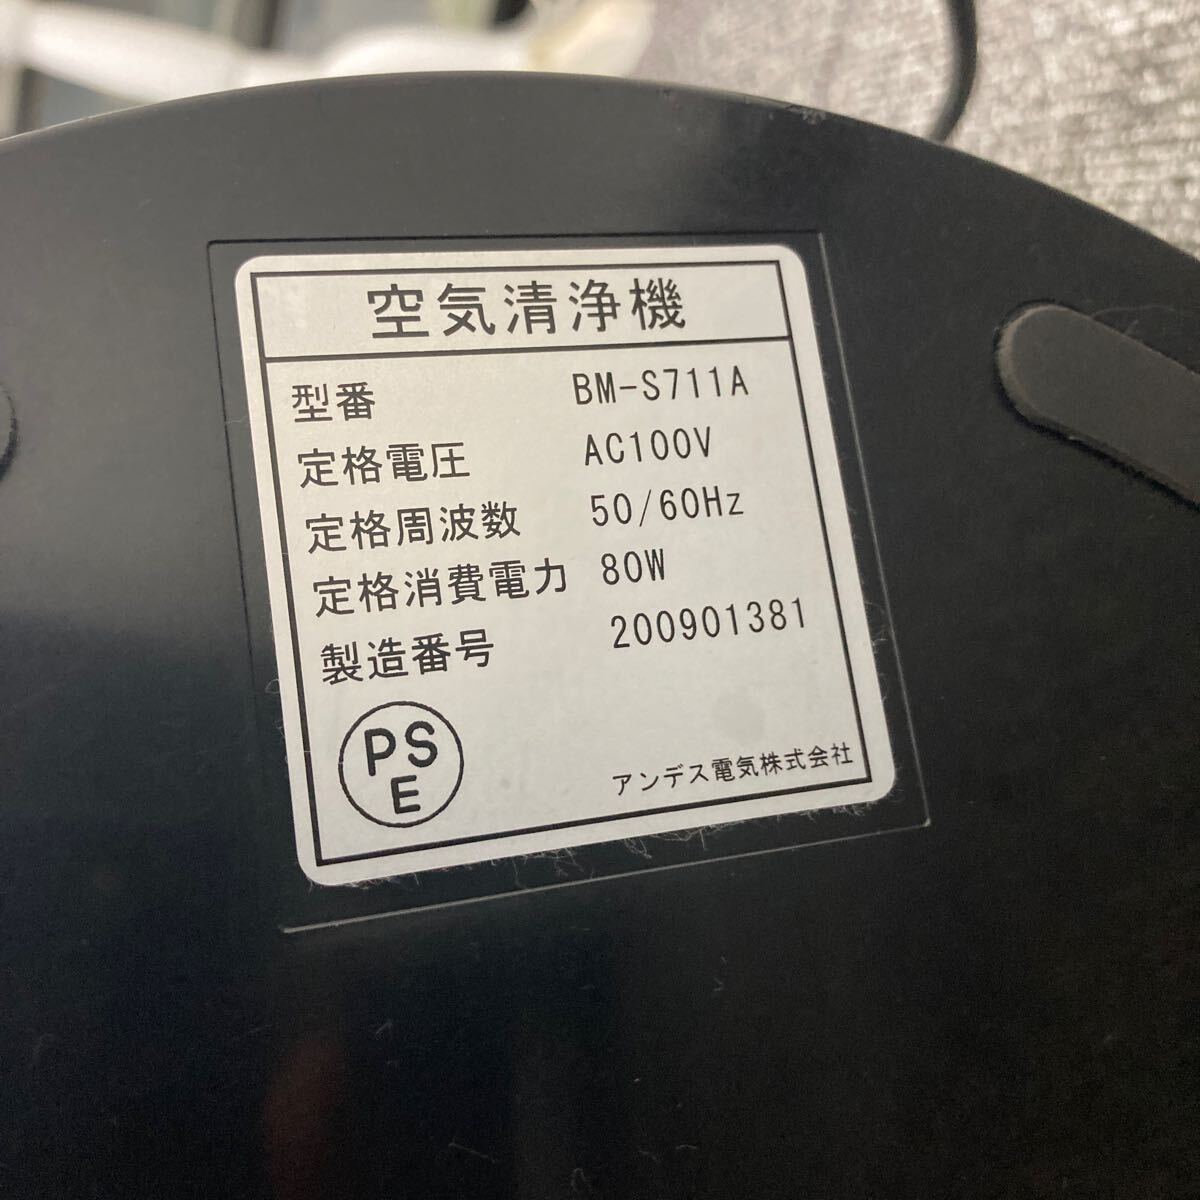 空気清浄機
型番 BM-S711A
定格電圧 AC100V
定格周波数 50/60Hz
定格消費電力 80W
製造番号 200901381
PS
E
アンデス電気株式会社